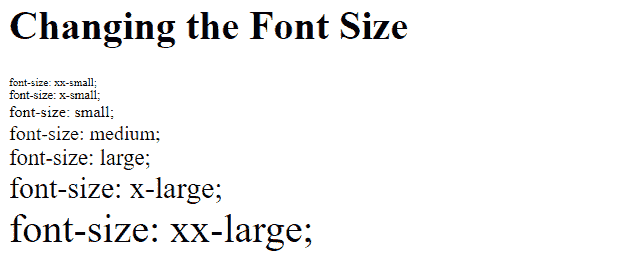 Changing the Font Size
font-size: xx-small;
font-size: x-small;
font-size: small;
font-size: medium;
font-size: large;
font-size: x-large;
font-size: xx-large;